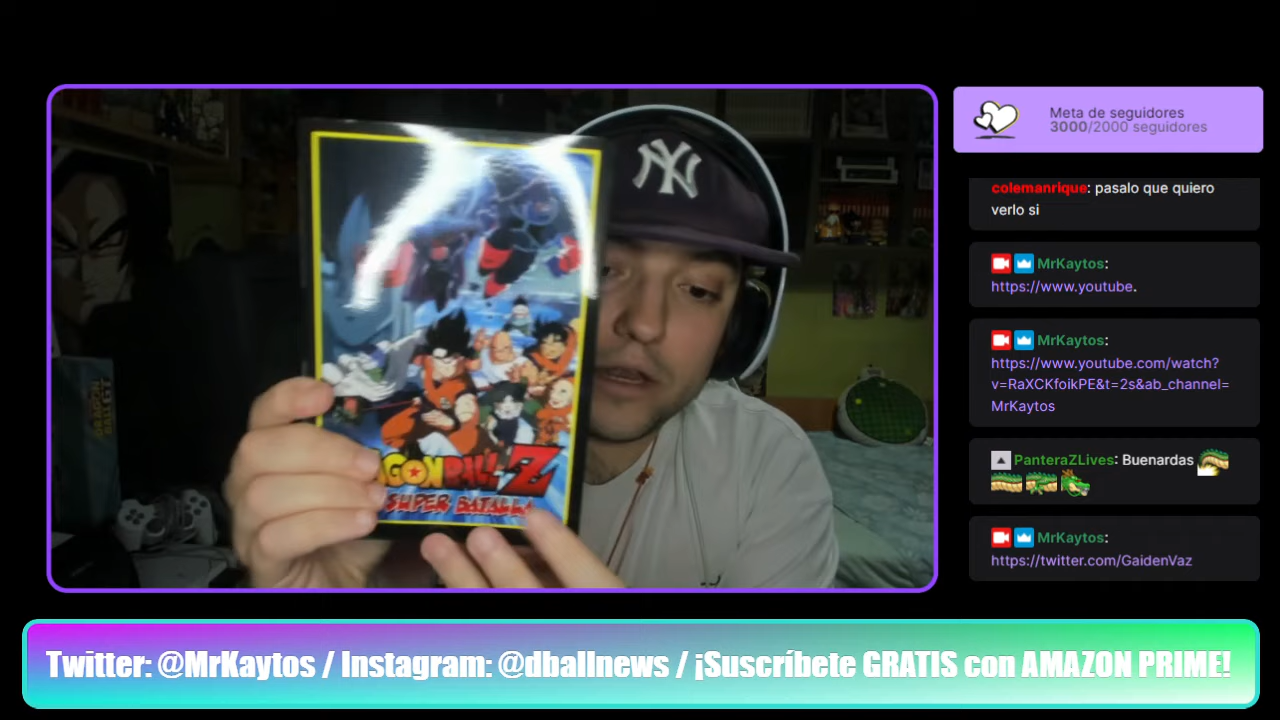 Meta de seguidores
3000/2000 seguidores
colemanrique: pasalo que quiero
verlo si
MrKaytos:
https://www.youtube.
MrKaytos:
https://www.youtube.com/watch?
v=RaXCKfoikPE&t=2s&ab_channel=
MrKaytos
PanteraZLives: Buenardas
MrKaytos:
https://twitter.com/GaidenVaz
NY
AGON BALL Z
SUPER BATALLA
Twitter: @MrKaytos / Instagram: @dballnews / ¡Suscríbete GRATIS con AMAZON PRIME!